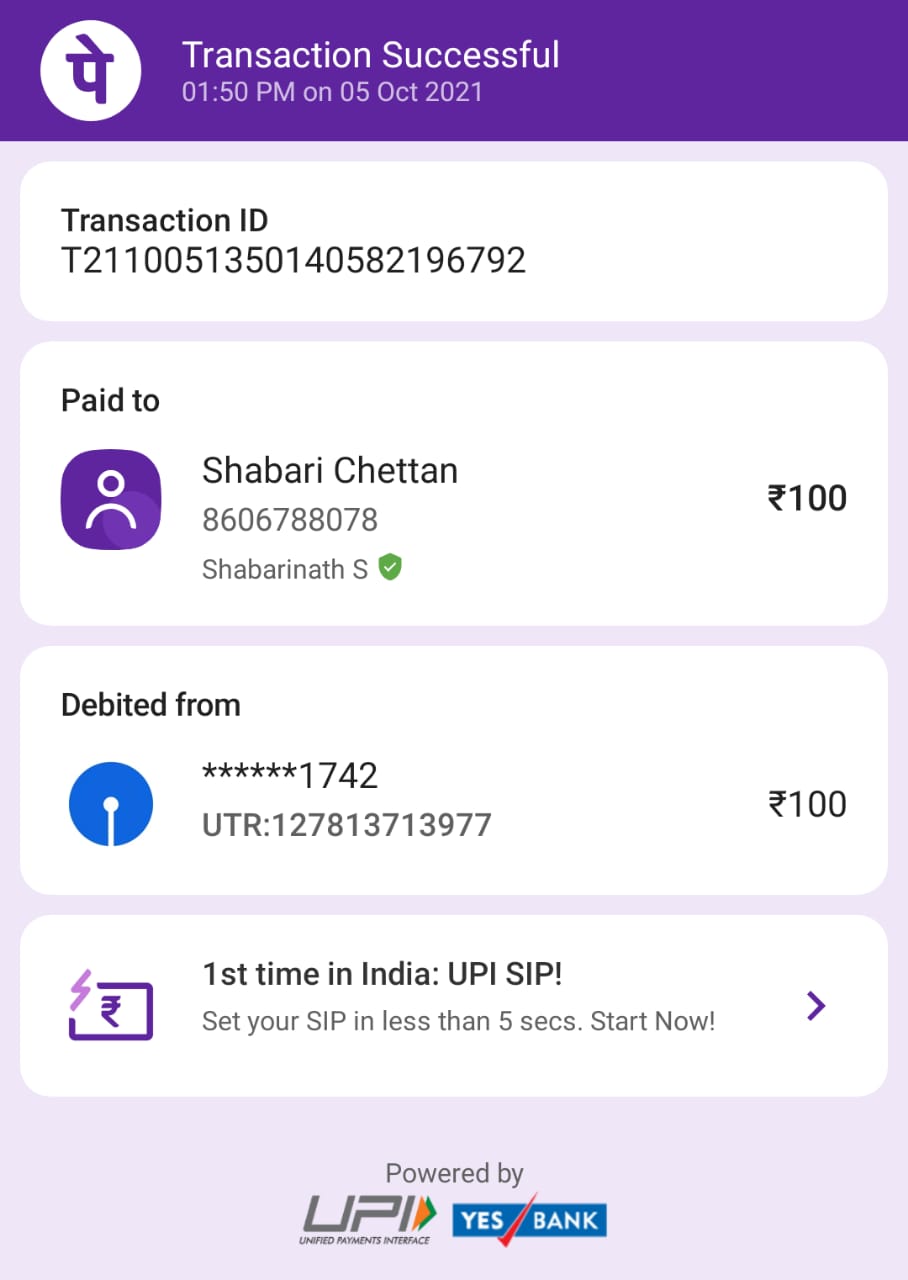 पे
Transaction Successful
01:50 PM on 05 Oct 2021
Transaction ID
T2110051350140582196792
Paid to
Shabari Chettan
8606788078
Shabarinath S
₹100
Debited from
******1742
UTR:127813713977
₹100
₹
1st time in India: UPI SIP!
Set your SIP in less than 5 secs. Start Now!
Powered by
UPI
UNIFIED PAYMENTS INTERFACE
YES BANK